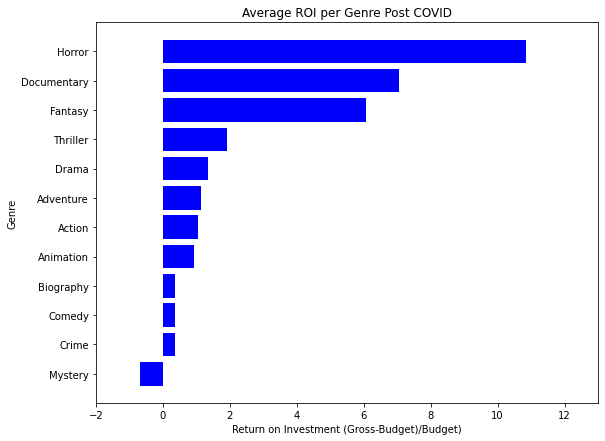 Average ROI per Genre Post COVID
Genre
Horror
Documentary
Fantasy
Thriller
Drama
Adventure
Action
Animation
Biography
Comedy
Crime
Mystery
−2 0 2 4 6 8 10 12
Return on Investment (Gross-Budget)/Budget)